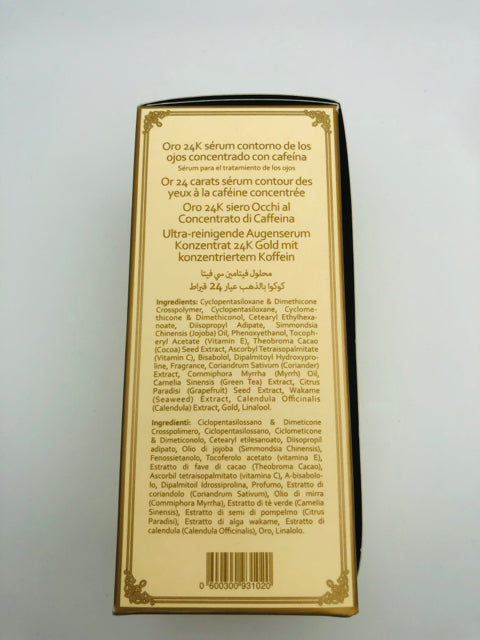 Oro 24K sérum contorno de los
ojos concentrado con cafeína
Sérum para el tratamiento de los ojos
Or 24 carats sérum contour des
yeux à la caféine concentrée
Oro 24K siero Occhi al
Concentrato di Caffeina
Ultra-reinigende Augenserum
Konzentrat 24K Gold mit
konzentriertem Koffein
محلول فيتامين سي فيتا
كوكوا بالذهب عيار 24 قيراط
Ingredients: Cyclopentasiloxane & Dimethicone
Crosspolymer, Cyclopentasiloxane, Cyclome-
thicone & Dimethiconol, Cetearyl Ethylhexa-
noate, Diisopropyl Adipate, Simmondsia
Chinensis (Jojoba) Oil, Phenoxyethanol, Tocoph-
eryl Acetate (Vitamin E), Theobroma Cacao
(Cocoa) Seed Extract, Ascorbyl Tetraisopalmitate
(Vitamin C), Bisabolol, Dipalmitoyl Hydroxypro-
line, Fragrance, Coriandrum Sativum (Coriander)
Extract, Commiphora Myrrha (Myrrh) Oil,
Camelia Sinensis (Green Tea) Extract, Citrus
Paradisi (Grapefruit) Seed Extract, Wakame
(Seaweed) Extract, Calendula Officinalis
(Calendula) Extract, Gold, Linalool.
Ingredienti: Ciclopentasilossano & Dimeticone
Crosspolimero, Ciclopentasilossano, Ciclometicone
& Dimeticonolo, Cetearyl etilesanoato, Diisopropil
adipato, Olio di jojoba (Simmondsia Chinensis),
Fenossietanolo, Tocoferolo acetato (vitamina E),
Estratto di fave di cacao (Theobroma Cacao),
Ascorbil tetraisopalmitato (vitamina C), A-bisabolo-
lo, Dipalmitoil Idrossiprolina, Profumo, Estratto di
coriandolo (Coriandrum Sativum), Olio di mirra
(Commiphora Myrrha), Estratto di tè verde (Camelia
Sinensis), Estratto di semi di pompelmo (Citrus
Paradisi), Estratto di alga wakame, Estratto di
calendula (Calendula Officinalis), Oro, Linalolo.
0 600300 931020